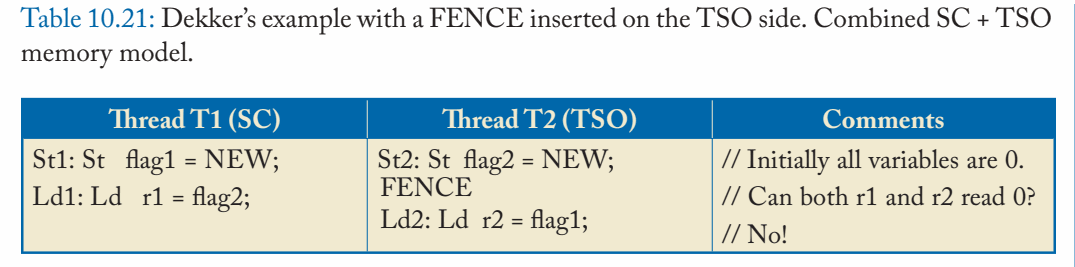 Table 10.21: Dekker’s example with a FENCE inserted on the TSO side. Combined SC + TSO
memory model.
Thread T1 (SC) Thread T2 (TSO) Comments
St1: St flag1 = NEW; St2: St flag2 = NEW; // Initially all variables are 0.
Ld1: Ld r1 = flag2; FENCE // Can both r1 and r2 read 0?
Ld2: Ld r2 = flag1; // No!